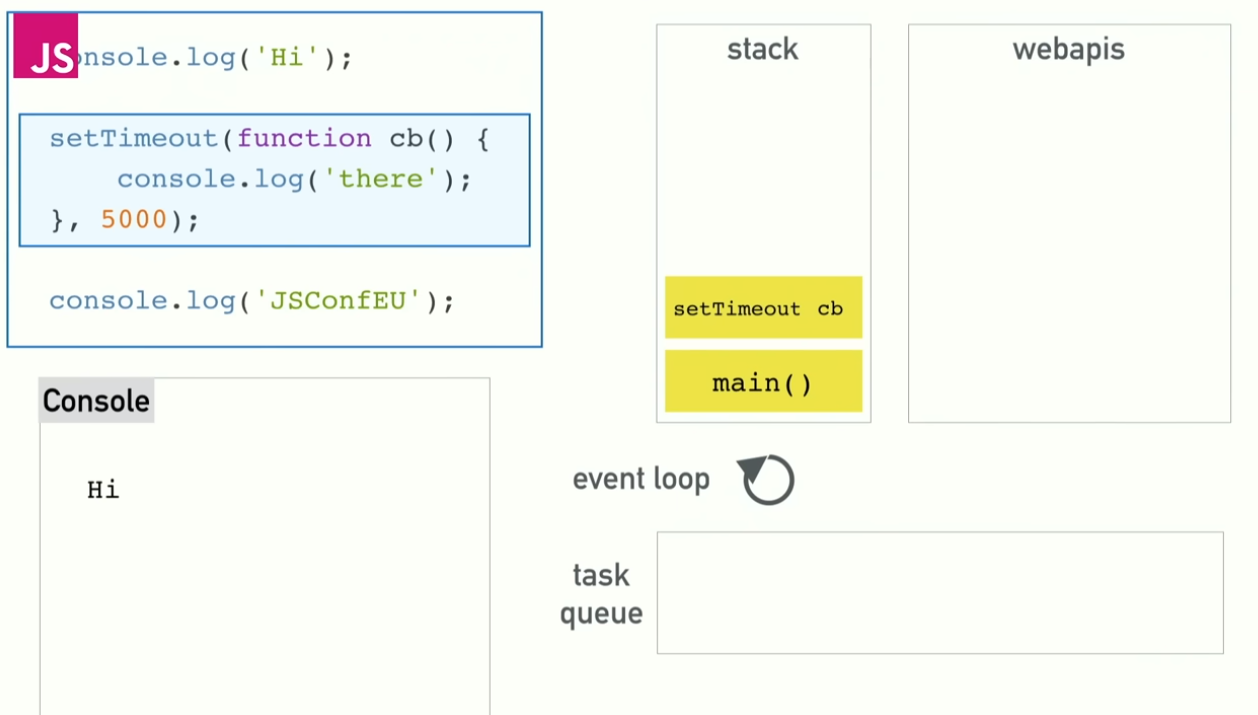 JS
onsole.log('Hi');
setTimeout(function cb() {
    console.log('there');
}, 5000);
console.log('JSConfEU');
Console
Hi
stack
setTimeout cb
main()
webapis
event loop
task
queue